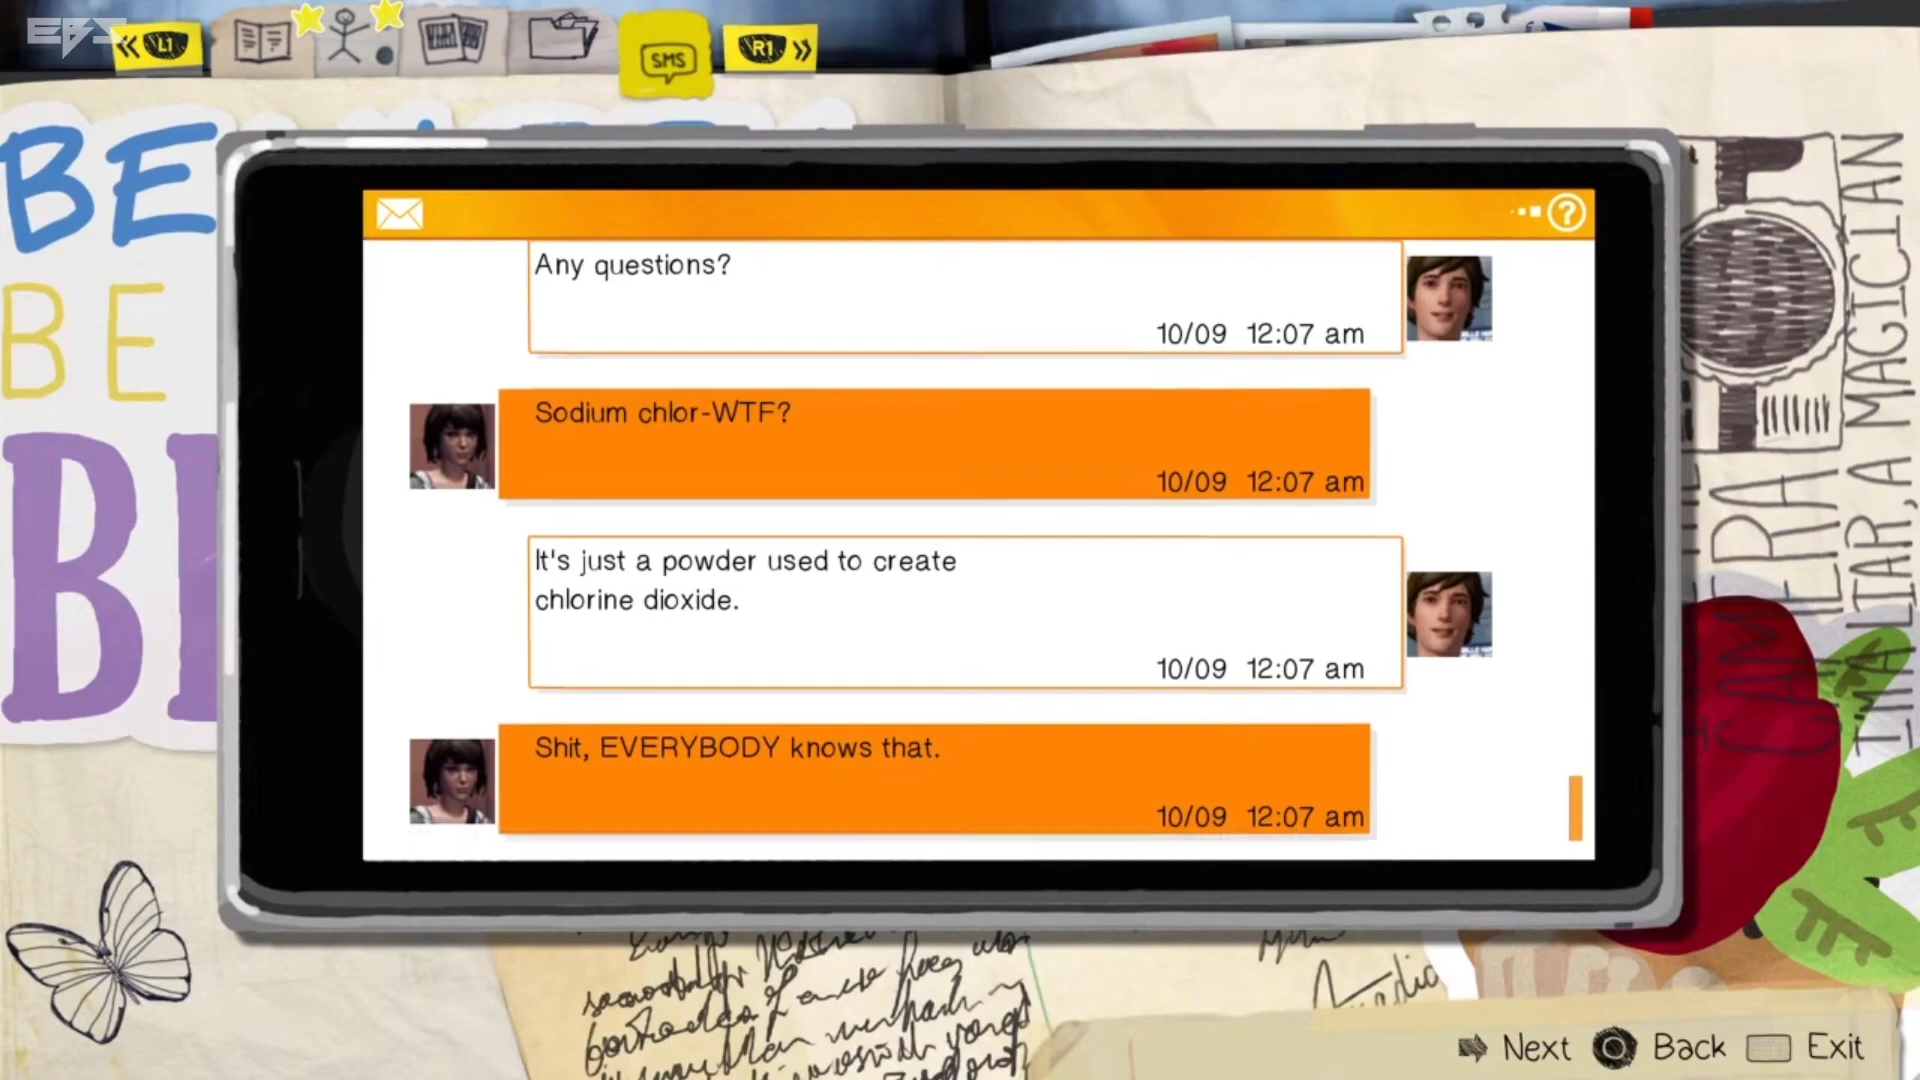 EBS
L1
SMS
R1
BE
BE
Any questions?
10/09 12:07 am
Sodium chlor-WTF?
10/09 12:07 am
It's just a powder used to create
chlorine dioxide.
10/09 12:07 am
Shit, EVERYBODY knows that.
10/09 12:07 am
LIAR, A MAGICIAN
Next
Back
Exit